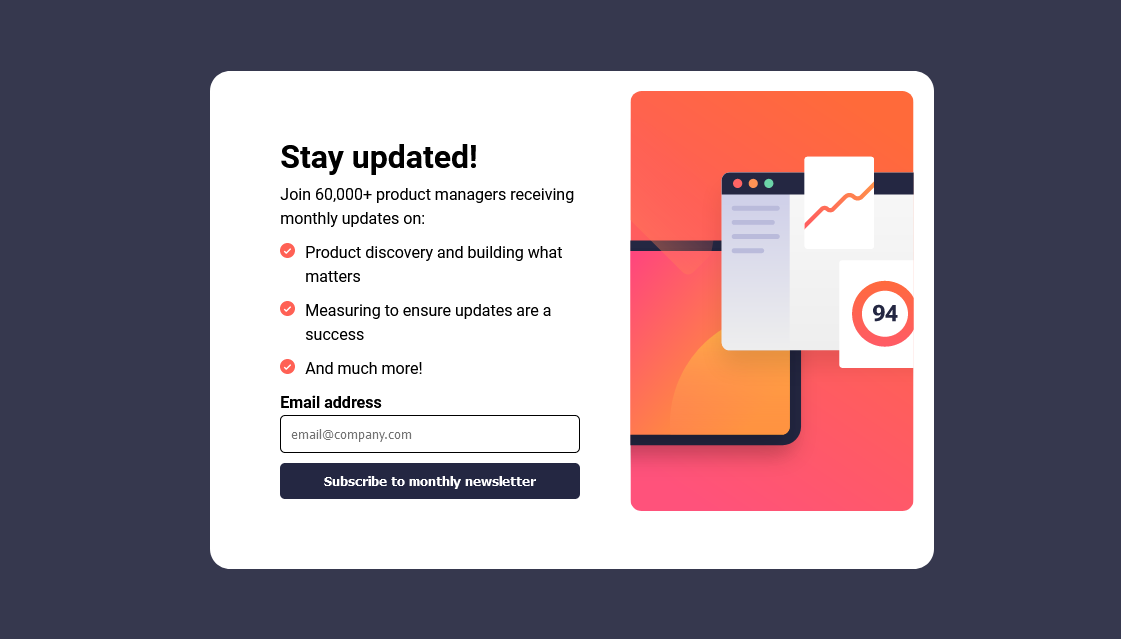 Stay updated!
Join 60,000+ product managers receiving
monthly updates on:
Product discovery and building what
matters
Measuring to ensure updates are a
success
And much more!
Email address
email@company.com
Subscribe to monthly newsletter
94